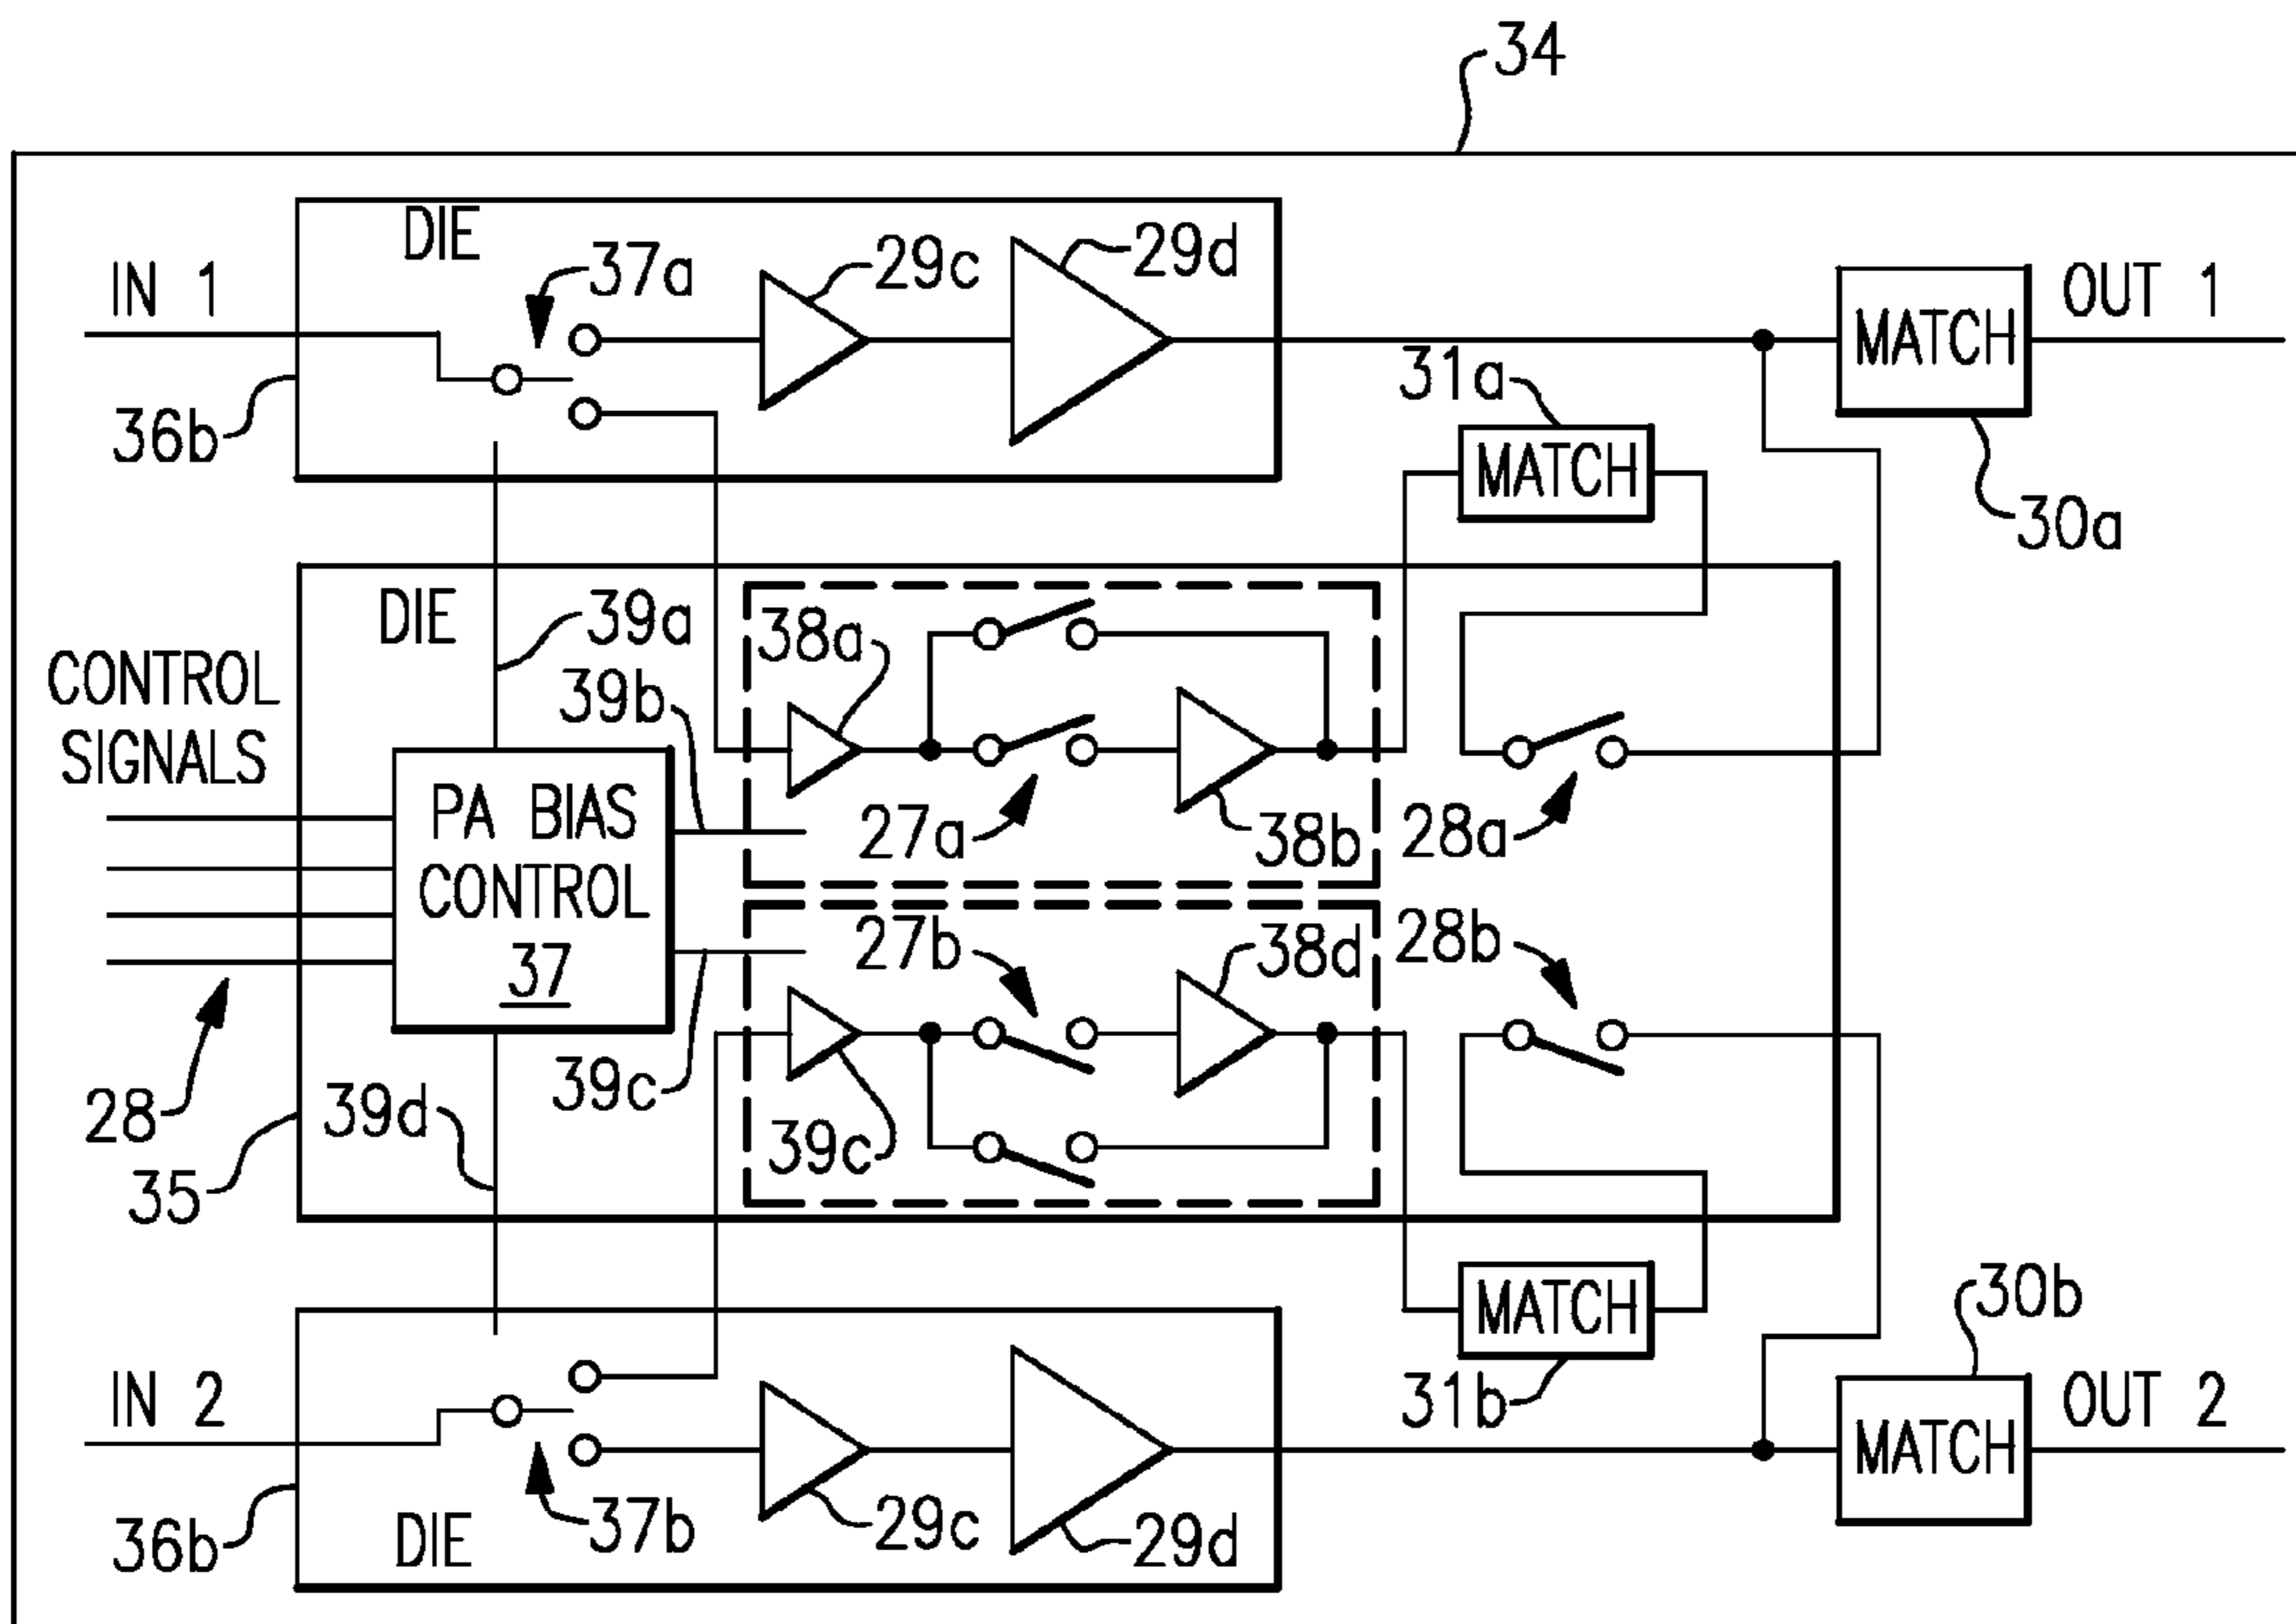 34
DIE
37a
29c
29d
IN 1
OUT 1
MATCH
31a
36b
MATCH
30a
DIE
39a
38a
CONTROL
SIGNALS
39b
PA BIAS
CONTROL
37
27a
38b
28a
27b
38d
28b
28
39d
39c
39c
35
MATCH
30b
IN 2
31b
OUT 2
MATCH
36b
DIE
37b
29c
29d